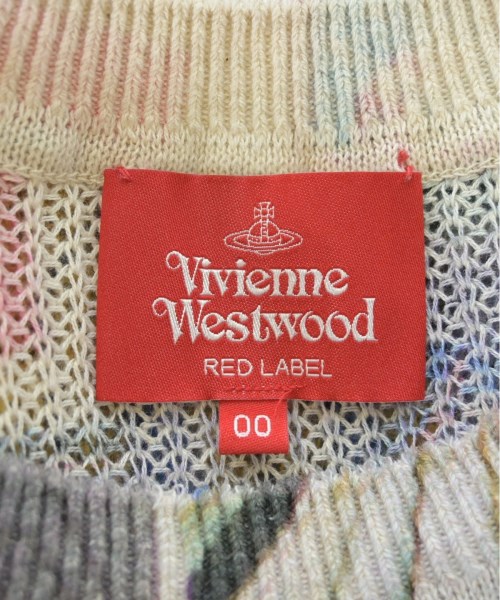 Vivienne
Westwood
RED LABEL
00